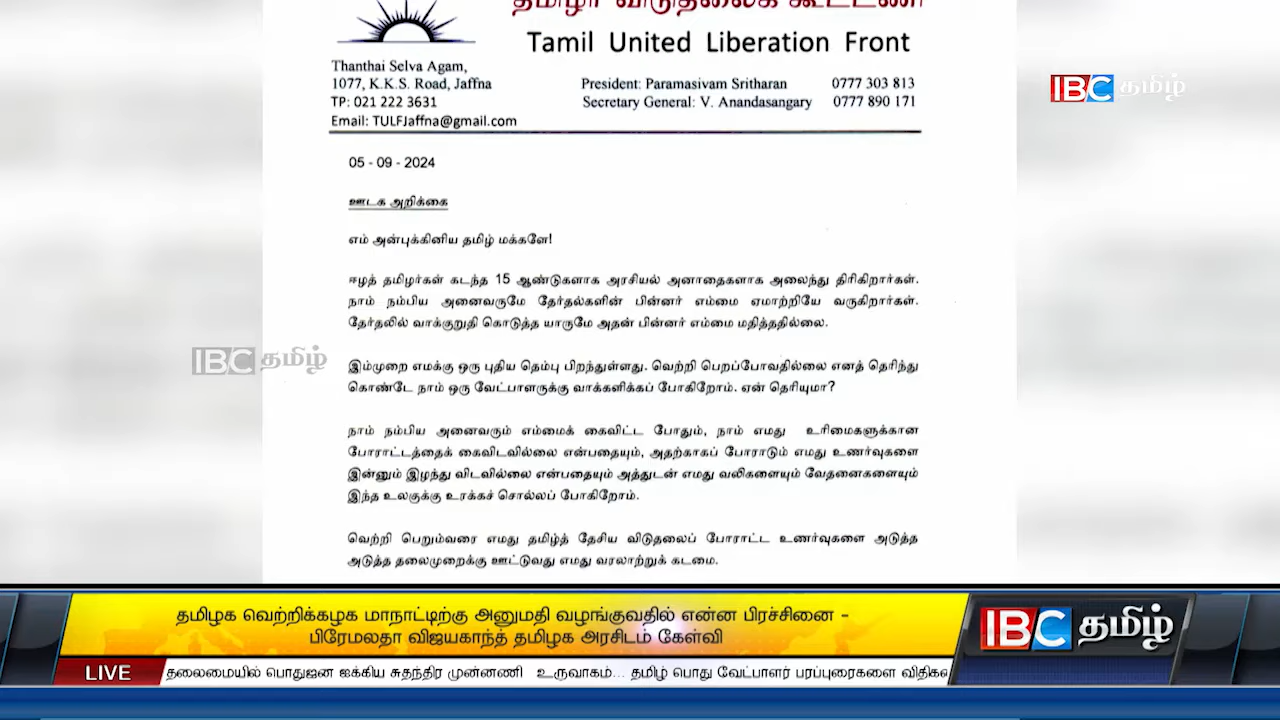 தமிழர் விடுதலைக் கூட்டணி
Tamil United Liberation Front
Thanthai Selva Agam,
1077, K.K.S. Road, Jaffna
TP: 021 222 3631
Email: TULFJaffna@gmail.com
President: Paramasivam Sritharan 0777 303 813
Secretary General: V. Anandasangary 0777 890 171
IBC தமிழ்
05 - 09 - 2024
ஊடக அறிக்கை
எம் அன்புக்கினிய தமிழ் மக்களே!
ஈழத் தமிழர்கள் கடந்த 15 ஆண்டுகளாக அரசியல் அனாதைகளாக அலைந்து திரிகிறார்கள்.
நாம் நம்பிய அனைவருமே தேர்தல்களின் பின்னர் எம்மை ஏமாற்றியே வருகிறார்கள்.
தேர்தலில் வாக்குறுதி கொடுத்த யாருமே அதன் பின்னர் எம்மை மதித்ததில்லை.
IBC தமிழ்
இம்முறை எமக்கு ஒரு புதிய தெம்பு பிறந்துள்ளது. வெற்றி பெறப்போவதில்லை எனத் தெரிந்து
கொண்டே நாம் ஒரு வேட்பாளருக்கு வாக்களிக்கப் போகிறோம். ஏன் தெரியுமா?
நாம் நம்பிய அனைவரும் எம்மைக் கைவிட்ட போதும், நாம் எமது உரிமைகளுக்கான
போராட்டத்தைக் கைவிடவில்லை என்பதையும், அதற்காகப் போராடும் எமது உணர்வுகளை
இன்னும் இழந்து விடவில்லை என்பதையும் அத்துடன் எமது வலிகளையும் வேதனைகளையும்
இந்த உலகுக்கு உரக்கச் சொல்லப் போகிறோம்.
வெற்றி பெறும்வரை எமது தமிழ்த் தேசிய விடுதலைப் போராட்ட உணர்வுகளை அடுத்த
அடுத்த தலைமுறைக்கு ஊட்டுவது எமது வரலாற்றுக் கடமை.
தமிழக வெற்றிக்கழக மாநாட்டிற்கு அனுமதி வழங்குவதில் என்ன பிரச்சினை -
பிரேமலதா விஜயகாந்த் தமிழக அரசிடம் கேள்வி
IBC தமிழ்
LIVE
தலைமையில் பொதுஜன ஐக்கிய சுதந்திர முன்னணி உருவாகம்... தமிழ் பொது வேட்பாளர் பரப்புரைகளை